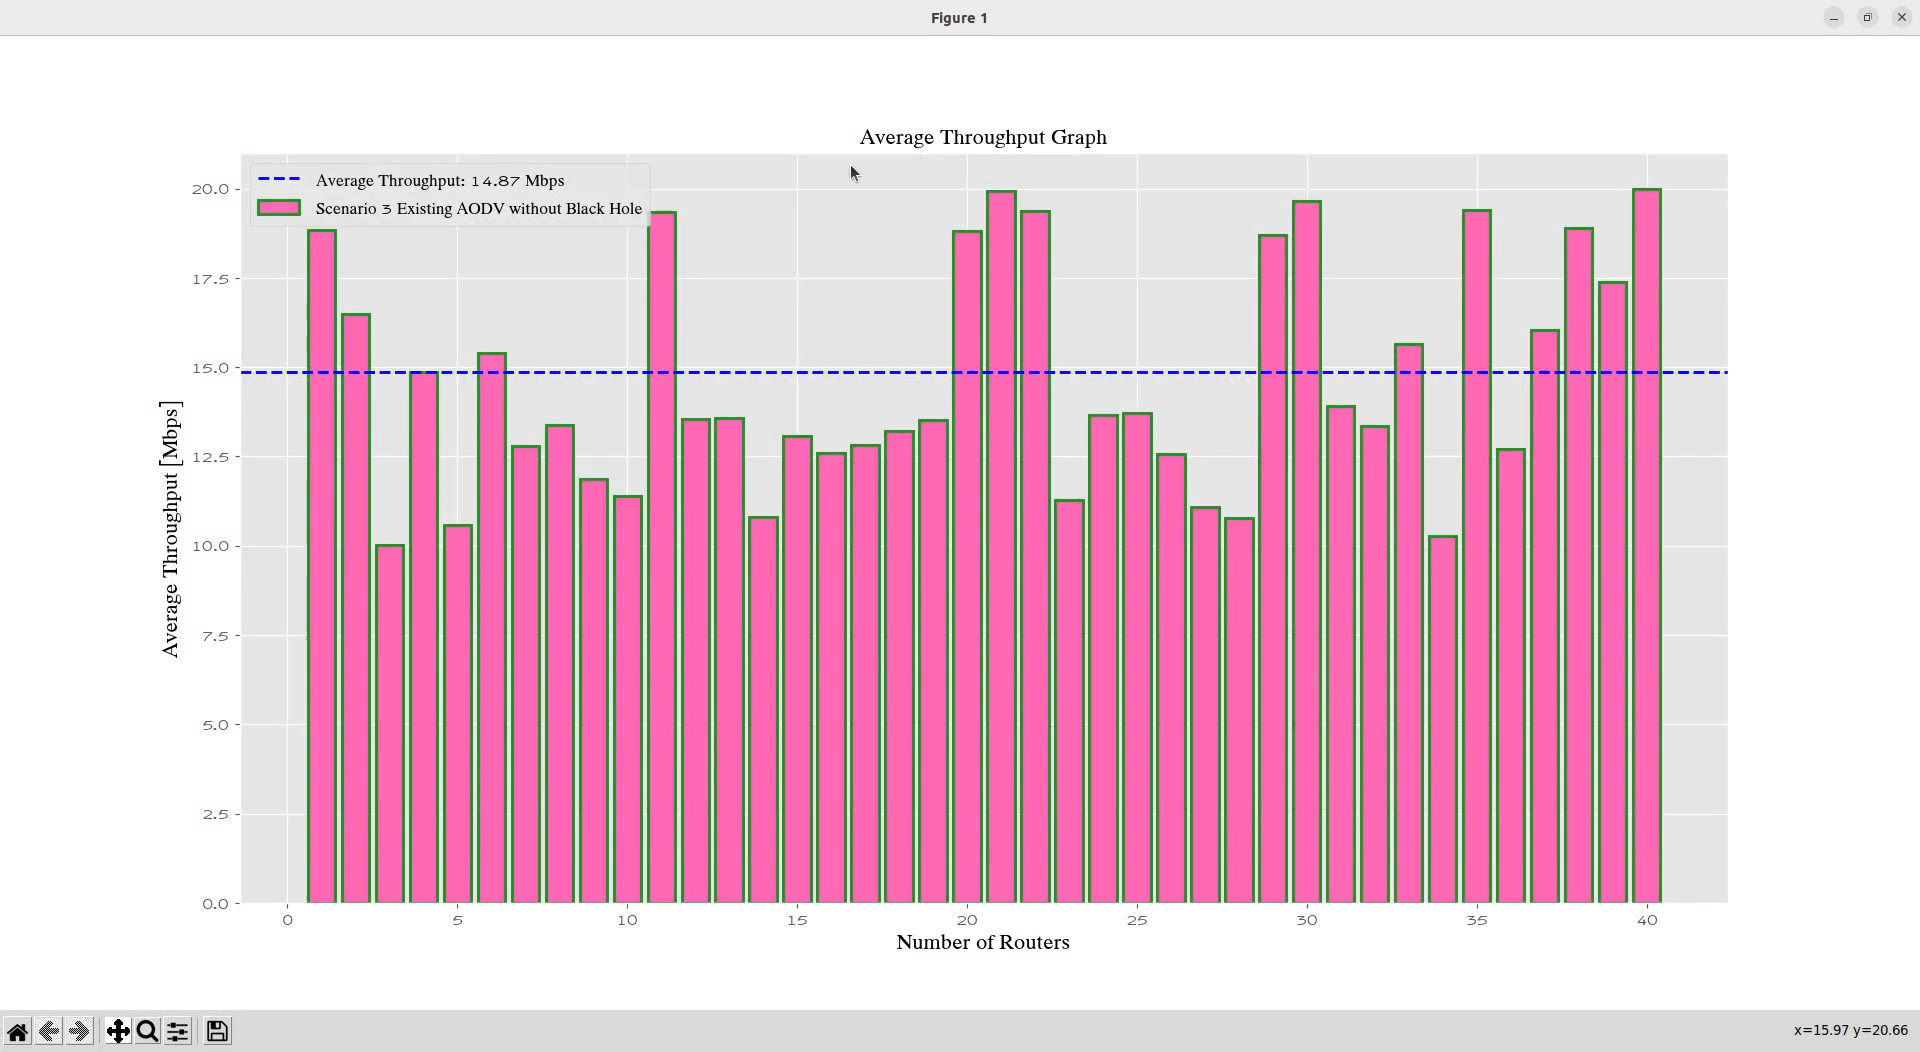 Figure 1
Average Throughput Graph
Average Throughput: 14.87 Mbps
Scenario 3 Existing AODV without Black Hole
Average Throughput [Mbps]
20.0
17.5
15.0
12.5
10.0
7.5
5.0
2.5
0.0
0 5 10 15 20 25 30 35 40
Number of Routers
x=15.97 y=20.66